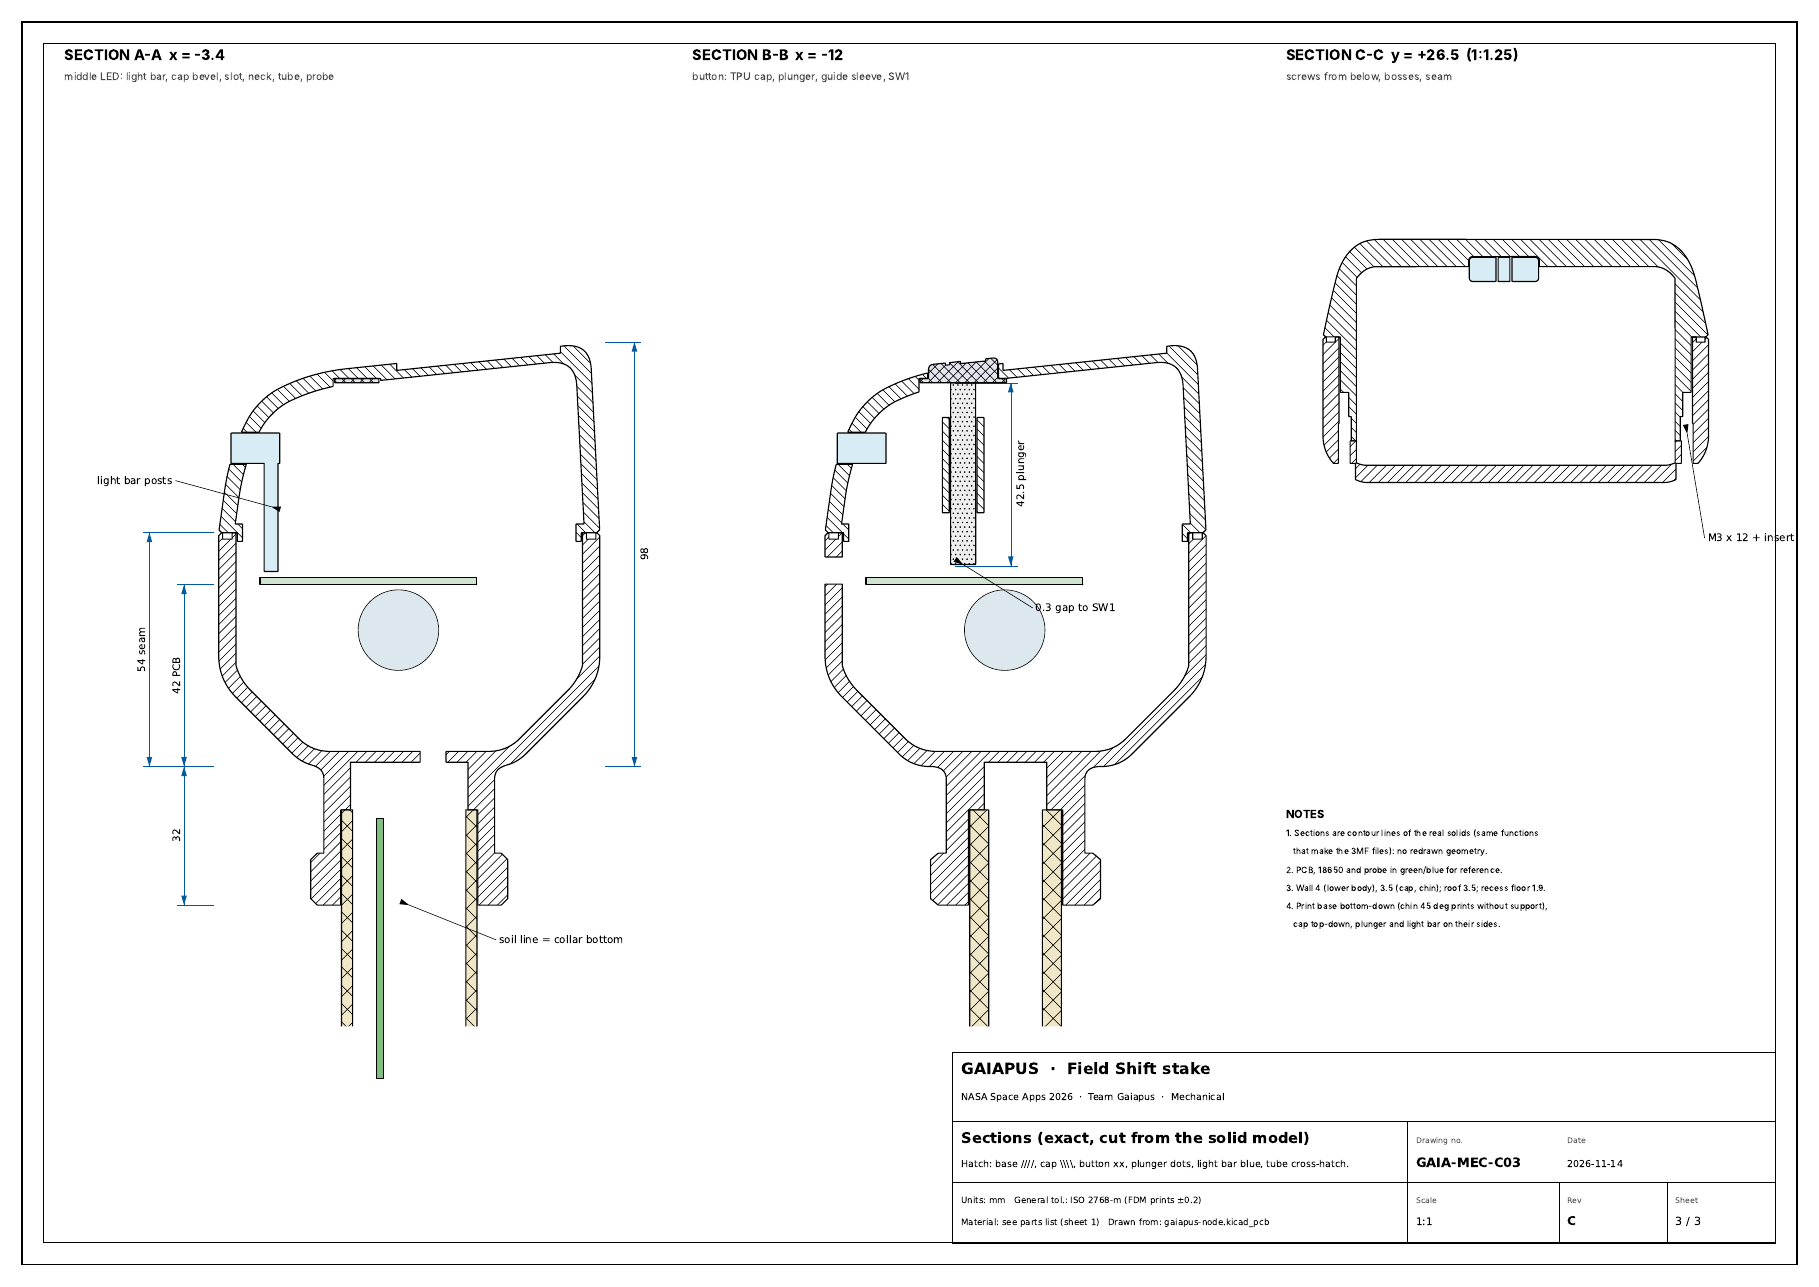 SECTION A-A  x = -3.4
middle LED: light bar, cap bevel, slot, neck, tube, probe
SECTION B-B  x = -12
button: TPU cap, plunger, guide sleeve, SW1
SECTION C-C  y = +26.5  (1:1.25)
screws from below, bosses, seam
light bar posts
54 seam
42 PCB
32
98
soil line = collar bottom
42.5 plunger
0.3 gap to SW1
M3 x 12 + insert
NOTES
1. Sections are contour lines of the real solids (same functions
that make the 3MF files): no redrawn geometry.
2. PCB, 18650 and probe in green/blue for reference.
3. Wall 4 (lower body), 3.5 (cap, chin); roof 3.5; recess floor 1.9.
4. Print base bottom-down (chin 45 deg prints without support),
cap top-down, plunger and light bar on their sides.
GAIAPUS · Field Shift stake
NASA Space Apps 2026 · Team Gaiapus · Mechanical
Sections (exact, cut from the solid model)
Hatch: base ////, cap \\\\, button xx, plunger dots, light bar blue, tube cross-hatch.
Drawing no.
GAIA-MEC-C03
Date
2026-11-14
Units: mm  General tol.: ISO 2768-m (FDM prints ±0.2)
Material: see parts list (sheet 1)  Drawn from: gaiapus-node.kicad_pcb
Scale
1:1
Rev
C
Sheet
3 / 3